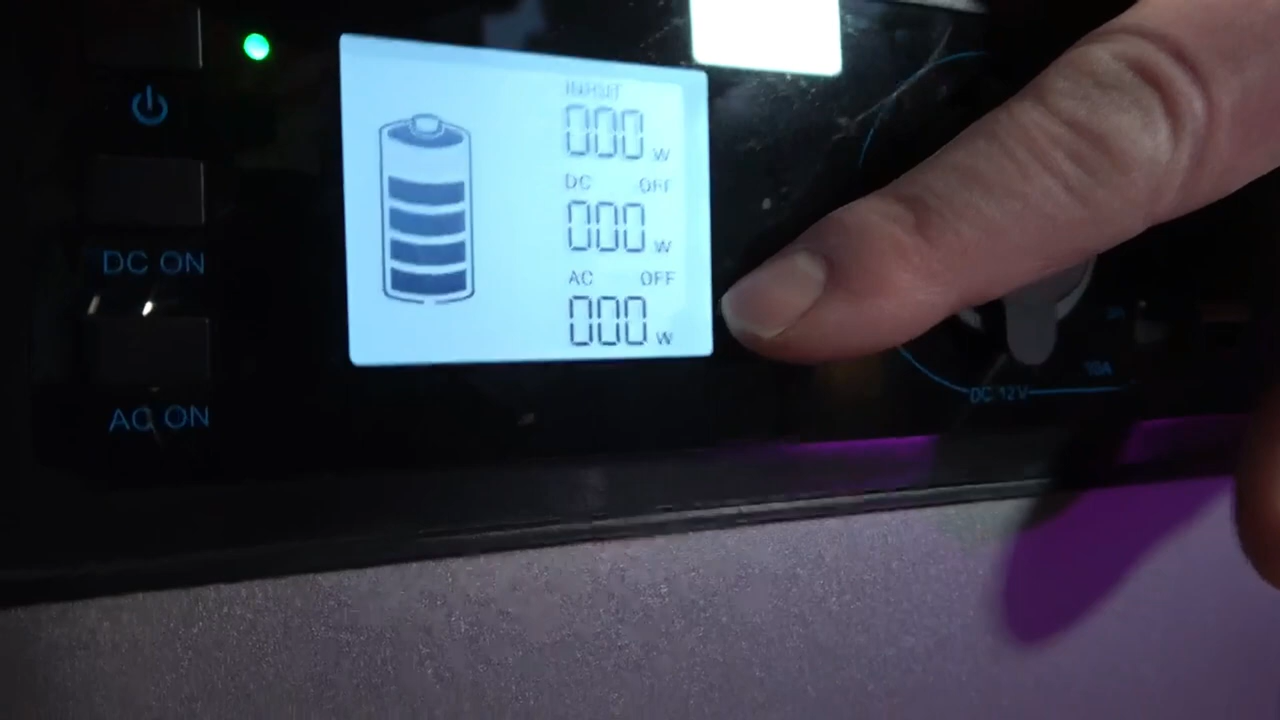 INPUT
000 W
DC OFF
000 W
AC OFF
000 W
DC ON
AC ON
DC 12V
10A